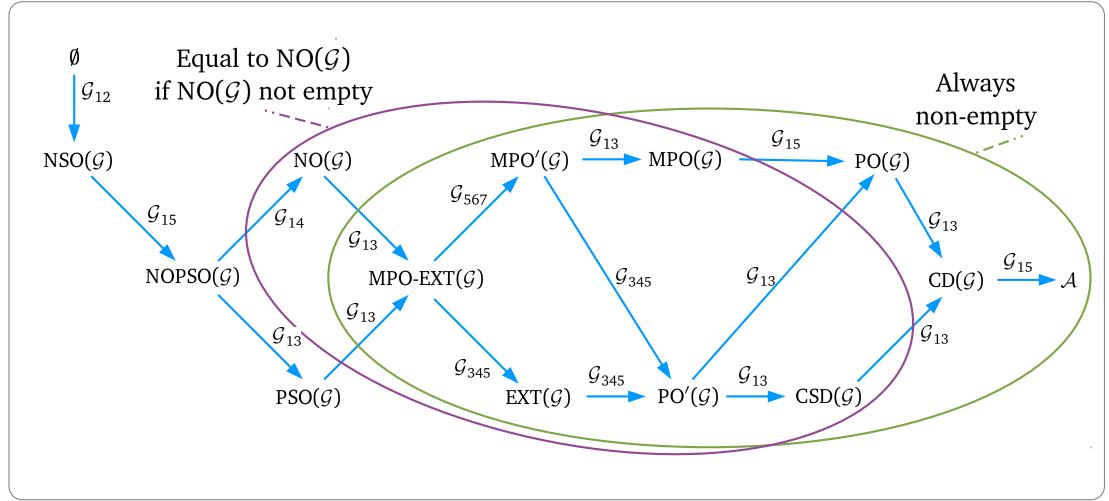 ∅
Equal to NO(𝒢)
if NO(𝒢) not empty
Always
non-empty
𝒢₁₂
NSO(𝒢)
NO(𝒢)
MPO′(𝒢)
𝒢₁₃
MPO(𝒢)
𝒢₁₅
PO(𝒢)
𝒢₁₅
𝒢₁₄
𝒢₁₃
𝒢₅₆₇
𝒢₁₃
NOPSO(𝒢)
MPO-EXT(𝒢)
𝒢₃₄₅
𝒢₁₃
CD(𝒢)
𝒢₁₅
𝒜
𝒢₁₃
𝒢₁₃
𝒢₃₄₅
𝒢₃₄₅
𝒢₁₃
𝒢₁₃
PSO(𝒢)
EXT(𝒢)
PO′(𝒢)
CSD(𝒢)